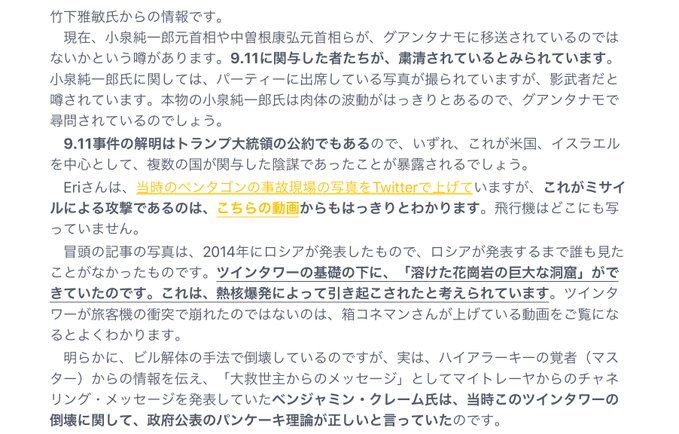 竹下雅敏氏からの情報です。
現在、小泉純一郎元首相や中曽根康弘元首相らが、グアンタナモに移送されているのでは
ないかという噂があります。9.11に関与した者たちが、粛清されているとみられています。
小泉純一郎氏に関しては、パーティーに出席している写真が撮られていますが、影武者だと
噂されています。本物の小泉純一郎氏は肉体の波動がはっきりとあるので、グアンタナモで
尋問されているのでしょう。
9.11事件の解明はトランプ大統領の公約でもあるので、いずれ、これが米国、イスラエル
を中心として、複数の国が関与した陰謀であったことが暴露されるでしょう。
Eriさんは、当時のペンタゴンの事故現場の写真をTwitterで上げていますが、これがミサイ
ルによる攻撃であるのは、こちらの動画からもはっきりとわかります。飛行機はどこにも写
っていません。
冒頭の記事の写真は、2014年にロシアが発表したもので、ロシアが発表するまで誰も見た
ことがなかったものです。ツインタワーの基礎の下に、「溶けた花崗岩の巨大な洞窟」がで
きていたのです。これは、熱核爆発によって引き起こされたと考えられています。ツインタ
ワーが旅客機の衝突で崩れたのではないのは、箱コネマンさんが上げている動画をご覧にな
るとよくわかります。
明らかに、ビル解体の手法で倒壊しているのですが、実は、ハイアラーキーの覚者（マス
ター）からの情報を伝え、「大救世主からのメッセージ」としてマイトレーヤからのチャネ
リング・メッセージを発表していたベンジャミン・クレーム氏は、当時このツインタワーの
倒壊に関して、政府公表のパンケーキ理論が正しいと言っていたのです。